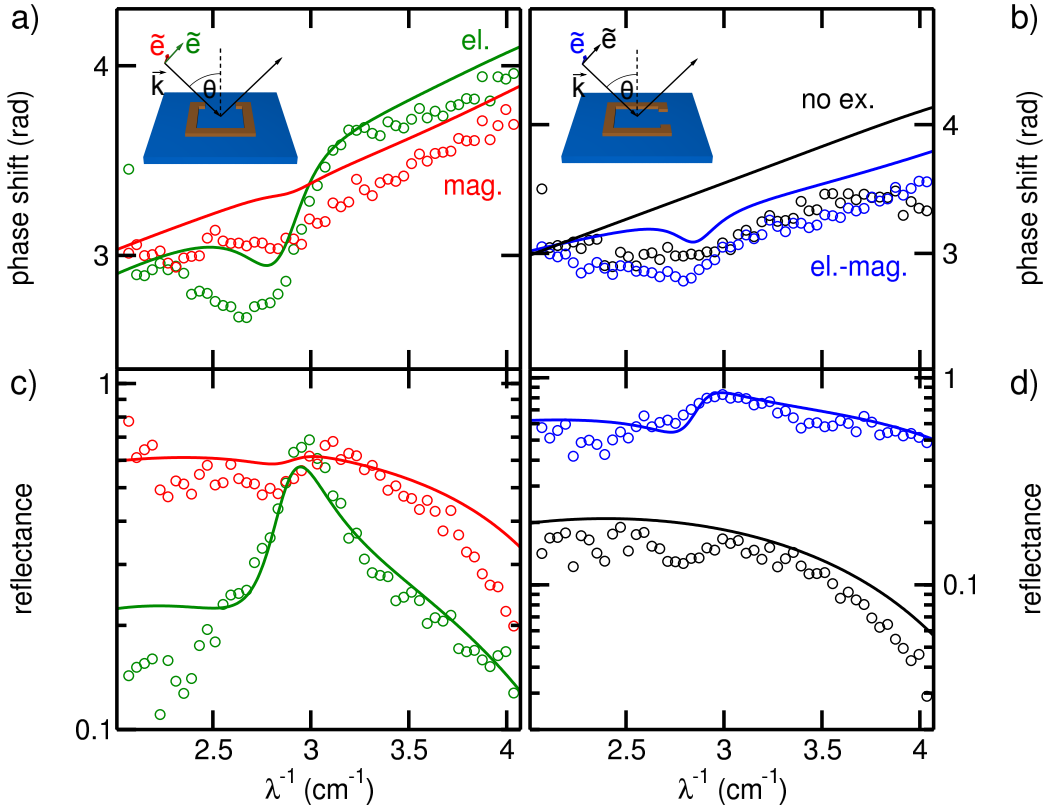 a)
b)
ẽ, ẽ
k⃗
θ
el.
mag.
4
3
phase shift (rad)
ẽ, ẽ
k⃗
θ
no ex.
el.-mag.
4
3
phase shift (rad)
c)
1
0.1
reflectance
2.5 3 3.5 4
λ⁻¹ (cm⁻¹)
d)
1
0.1
reflectance
2.5 3 3.5 4
λ⁻¹ (cm⁻¹)